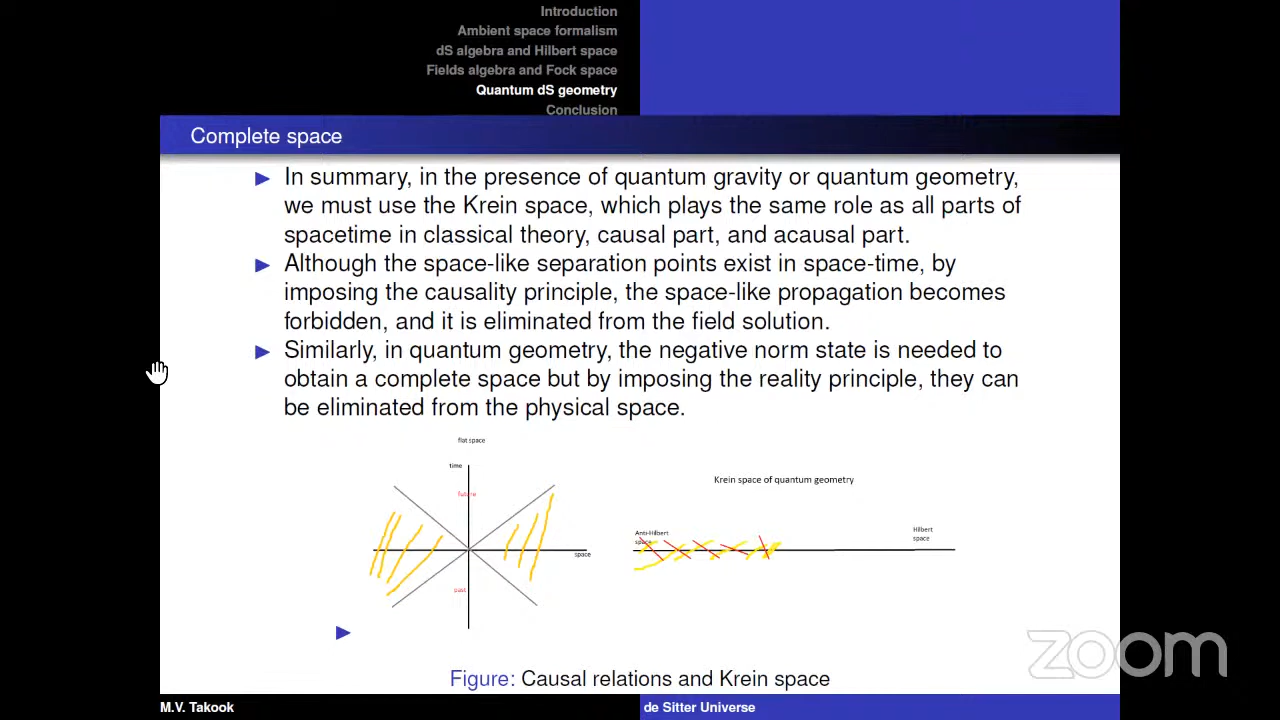 Introduction
Ambient space formalism
dS algebra and Hilbert space
Fields algebra and Fock space
Quantum dS geometry
Conclusion
Complete space
In summary, in the presence of quantum gravity or quantum geometry,
we must use the Krein space, which plays the same role as all parts of
spacetime in classical theory, causal part, and acausal part.
Although the space-like separation points exist in space-time, by
imposing the causality principle, the space-like propagation becomes
forbidden, and it is eliminated from the field solution.
Similarly, in quantum geometry, the negative norm state is needed to
obtain a complete space but by imposing the reality principle, they can
be eliminated from the physical space.
flat space
time
future
space
past
Krein space of quantum geometry
Anti-Hilbert
space
Hilbert
space
Figure: Causal relations and Krein space
zoom
M.V. Takook
de Sitter Universe